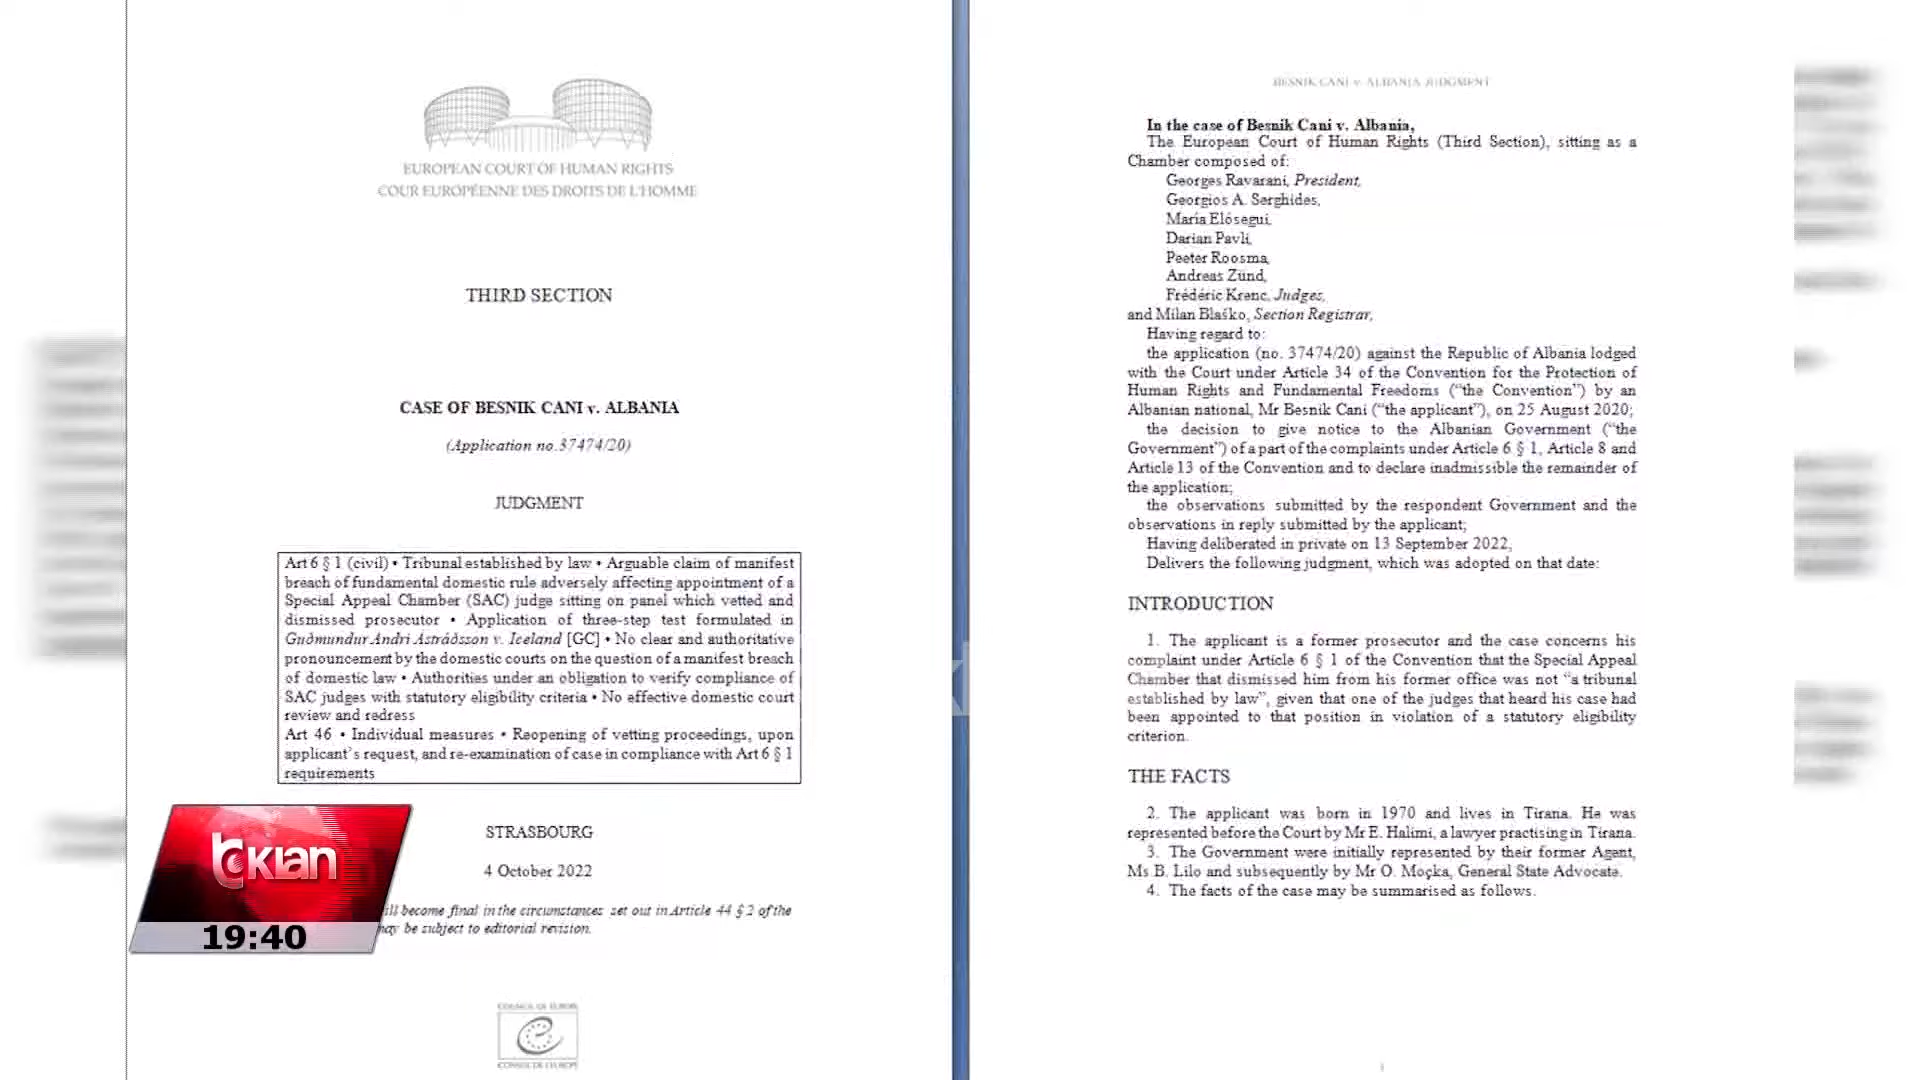 EUROPEAN COURT OF HUMAN RIGHTS
COUR EUROPÉENNE DES DROITS DE L'HOMME
THIRD SECTION
CASE OF BESNIK CANI v. ALBANIA
(Application no.37474/20)
JUDGMENT
Art 6 § 1 (civil) • Tribunal established by law • Arguable claim of manifest
breach of fundamental domestic rule adversely affecting appointment of a
Special Appeal Chamber (SAC) judge sitting on panel which vetted and
dismissed prosecutor • Application of three-step test formulated in
Guðmundur Andri Ástráðsson v. Iceland [GC] • No clear and authoritative
pronouncement by the domestic courts on the question of a manifest breach
of domestic law • Authorities under an obligation to verify compliance of
SAC judges with statutory eligibility criteria • No effective domestic court
review and redress
Art 46 • Individual measures • Reopening of vetting proceedings, upon
applicant's request, and re-examination of case in compliance with Art 6 § 1
requirements
STRASBOURG
4 October 2022
ill become final in the circumstances set out in Article 44 § 2 of the
may be subject to editorial revision.
COUNCIL OF EUROPE
CONSEIL DE L'EUROPE
tv klan
19:40
BESNIK CANI v. ALBANIA JUDGMENT
In the case of Besnik Cani v. Albania,
The European Court of Human Rights (Third Section), sitting as a
Chamber composed of:
Georges Ravarani, President,
Georgios A. Serghides,
María Elósegui,
Darian Pavli,
Peeter Roosma,
Andreas Zünd,
Frédéric Krenc, Judges,
and Milan Blaško, Section Registrar,
Having regard to:
the application (no. 37474/20) against the Republic of Albania lodged
with the Court under Article 34 of the Convention for the Protection of
Human Rights and Fundamental Freedoms (“the Convention”) by an
Albanian national, Mr Besnik Cani (“the applicant”), on 25 August 2020;
the decision to give notice to the Albanian Government (“the
Government”) of a part of the complaints under Article 6 § 1, Article 8 and
Article 13 of the Convention and to declare inadmissible the remainder of
the application;
the observations submitted by the respondent Government and the
observations in reply submitted by the applicant;
Having deliberated in private on 13 September 2022,
Delivers the following judgment, which was adopted on that date:
INTRODUCTION
1. The applicant is a former prosecutor and the case concerns his
complaint under Article 6 § 1 of the Convention that the Special Appeal
Chamber that dismissed him from his former office was not “a tribunal
established by law”, given that one of the judges that heard his case had
been appointed to that position in violation of a statutory eligibility
criterion.
THE FACTS
2. The applicant was born in 1970 and lives in Tirana. He was
represented before the Court by Mr E. Halimi, a lawyer practising in Tirana.
3. The Government were initially represented by their former Agent,
Ms B. Lilo and subsequently by Mr O. Moçka, General State Advocate.
4. The facts of the case may be summarised as follows.
1